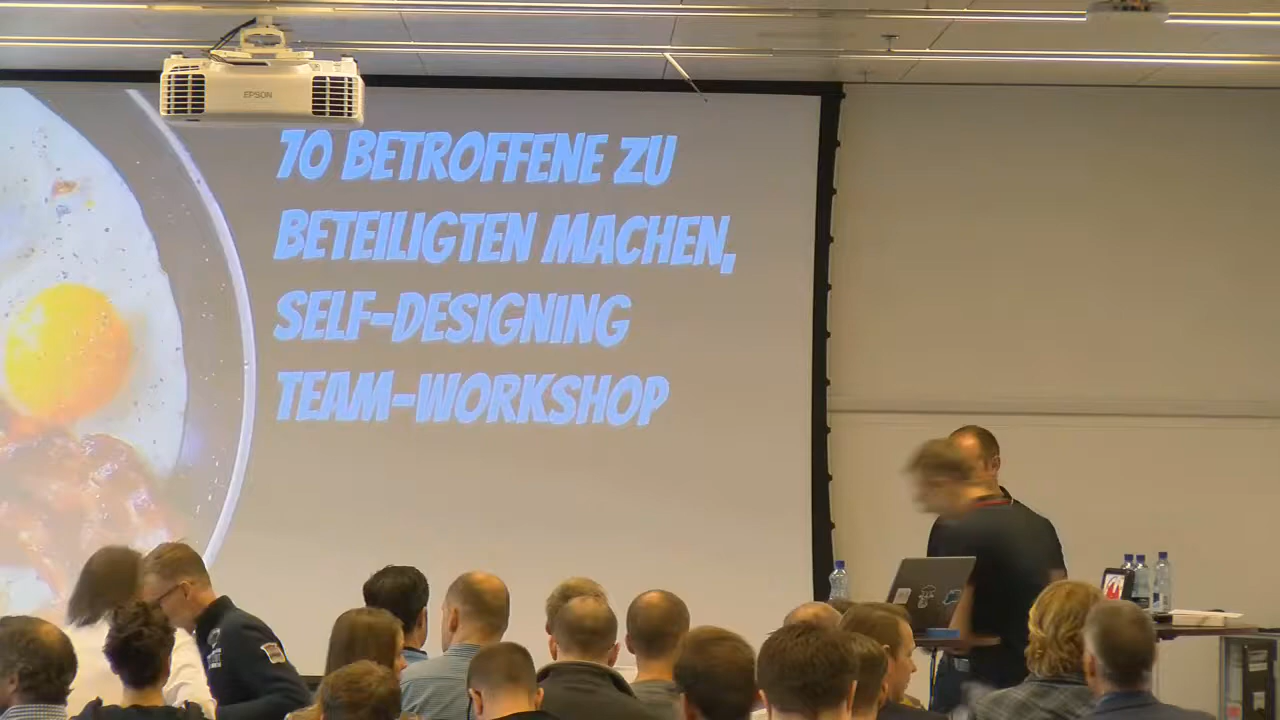 EPSON
70 BETROFFENE ZU
BETEILIGTEN MACHEN,
SELF-DESIGNING
TEAM-WORKSHOP